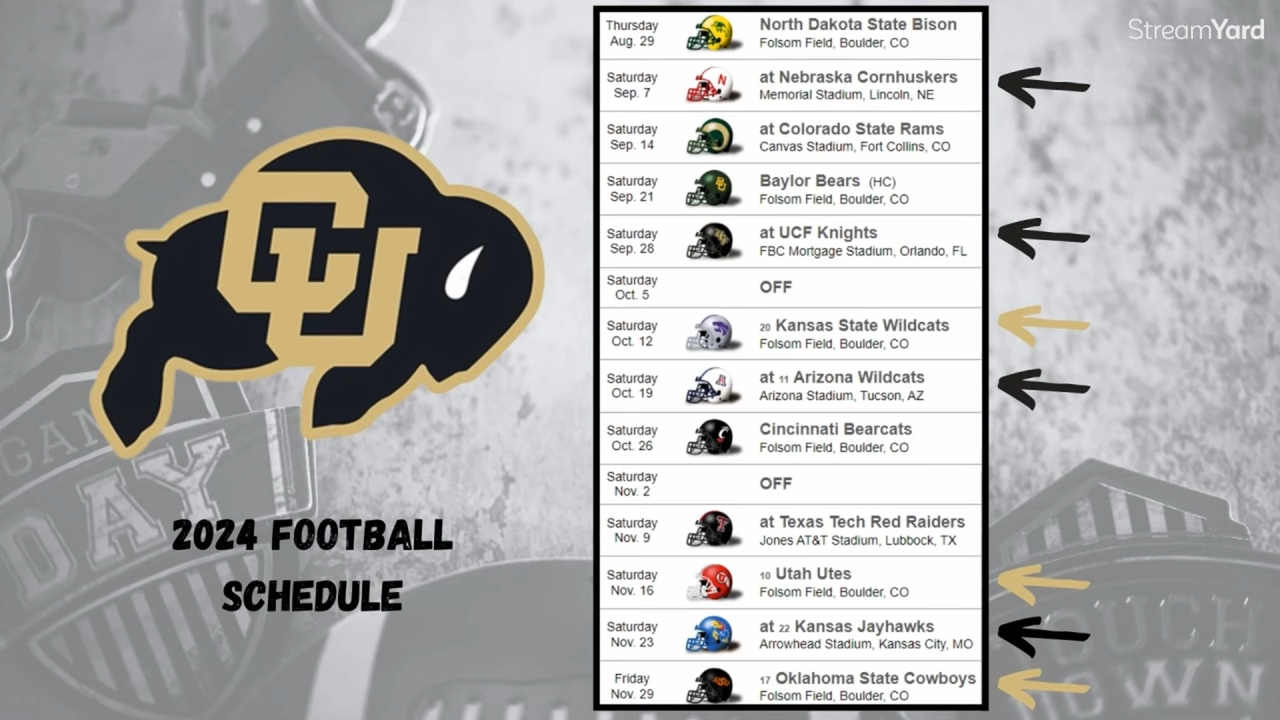 StreamYard
CU
2024 FOOTBALL
SCHEDULE
Thursday
Aug. 29
North Dakota State Bison
Folsom Field, Boulder, CO
Saturday
Sep. 7
at Nebraska Cornhuskers
Memorial Stadium, Lincoln, NE
Saturday
Sep. 14
at Colorado State Rams
Canvas Stadium, Fort Collins, CO
Saturday
Sep. 21
Baylor Bears (HC)
Folsom Field, Boulder, CO
Saturday
Sep. 28
at UCF Knights
FBC Mortgage Stadium, Orlando, FL
Saturday
Oct. 5
OFF
Saturday
Oct. 12
20 Kansas State Wildcats
Folsom Field, Boulder, CO
Saturday
Oct. 19
at 11 Arizona Wildcats
Arizona Stadium, Tucson, AZ
Saturday
Oct. 26
Cincinnati Bearcats
Folsom Field, Boulder, CO
Saturday
Nov. 2
OFF
Saturday
Nov. 9
at Texas Tech Red Raiders
Jones AT&T Stadium, Lubbock, TX
Saturday
Nov. 16
10 Utah Utes
Folsom Field, Boulder, CO
Saturday
Nov. 23
at 22 Kansas Jayhawks
Arrowhead Stadium, Kansas City, MO
Friday
Nov. 29
17 Oklahoma State Cowboys
Folsom Field, Boulder, CO
DAY